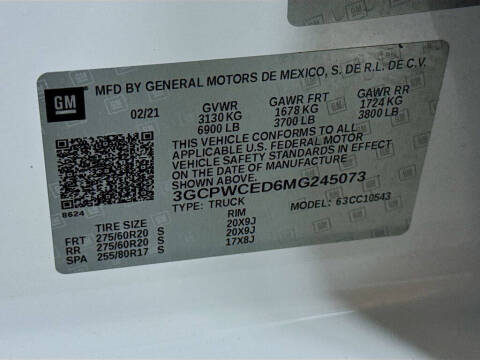 GM
MFD BY GENERAL MOTORS DE MEXICO, S. DE R.L. DE C.V.
02/21 GVWR GAWR FRT GAWR RR
3130 KG 1678 KG 1724 KG
6900 LB 3700 LB 3800 LB
THIS VEHICLE CONFORMS TO ALL
APPLICABLE U.S. FEDERAL MOTOR
VEHICLE SAFETY STANDARDS IN EFFECT
ON THE DATE OF MANUFACTURE
3GCPWCED6MG245073
8624
TYPE: TRUCK MODEL: 63CC10543
TIRE SIZE RIM
FRT 275/60R20 S 20X9J
RR 275/60R20 S 20X9J
SPA 255/80R17 S 17X8J